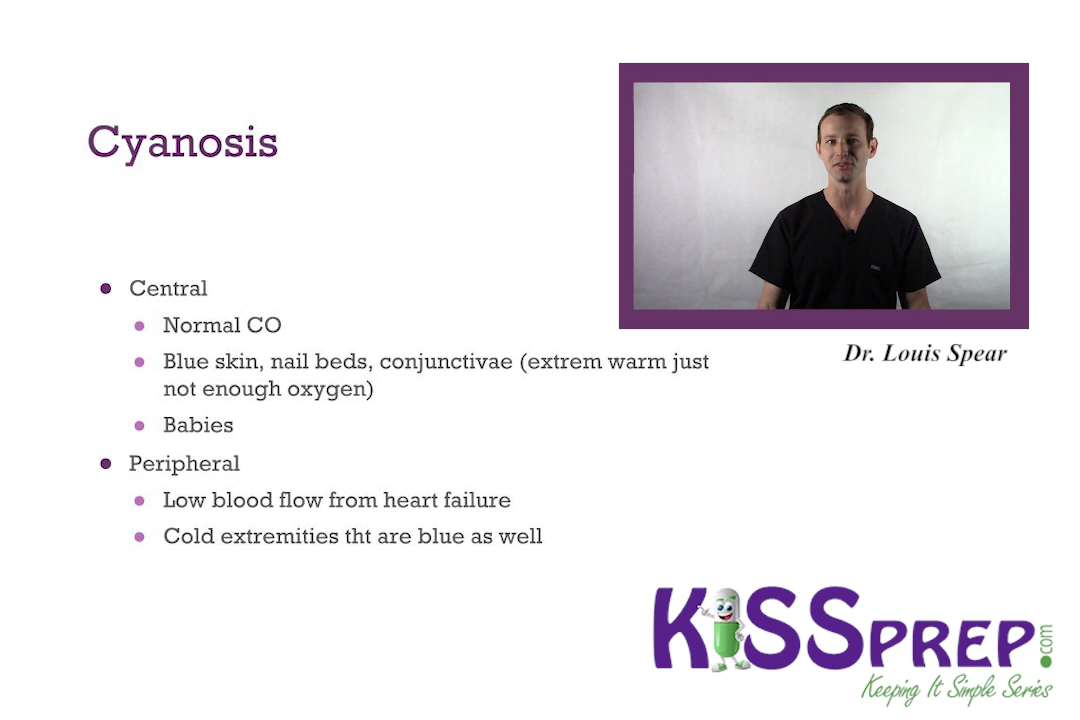 Cyanosis
Central
Normal CO
Blue skin, nail beds, conjunctivae (extrem warm just
not enough oxygen)
Babies
Peripheral
Low blood flow from heart failure
Cold extremities tht are blue as well
Dr. Louis Spear
KiSSPREP.com
Keeping It Simple Series